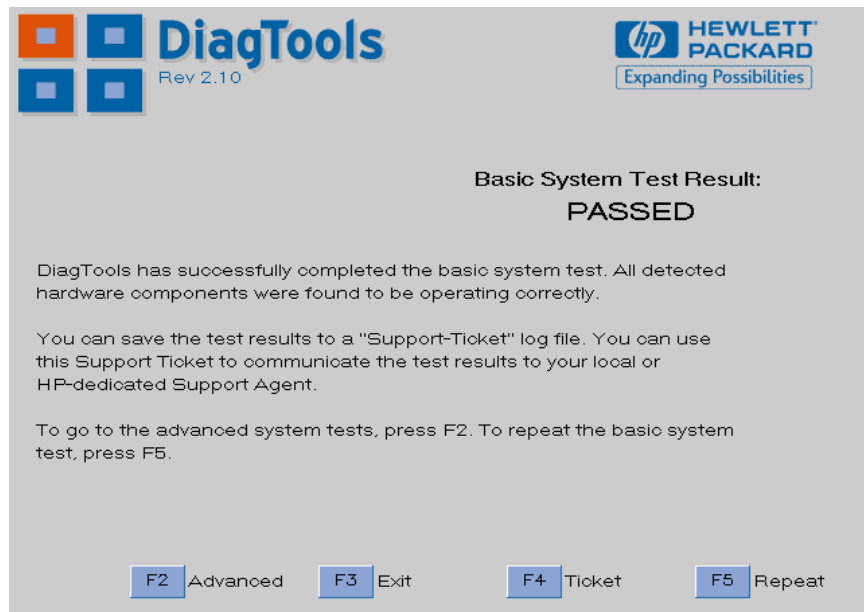 DiagTools
Rev 2.10
hp HEWLETT
PACKARD
Expanding Possibilities
Basic System Test Result:
PASSED
DiagTools has successfully completed the basic system test. All detected
hardware components were found to be operating correctly.
You can save the test results to a "Support-Ticket" log file. You can use
this Support Ticket to communicate the test results to your local or
HP-dedicated Support Agent.
To go to the advanced system tests, press F2. To repeat the basic system
test, press F5.
F2 Advanced F3 Exit F4 Ticket F5 Repeat